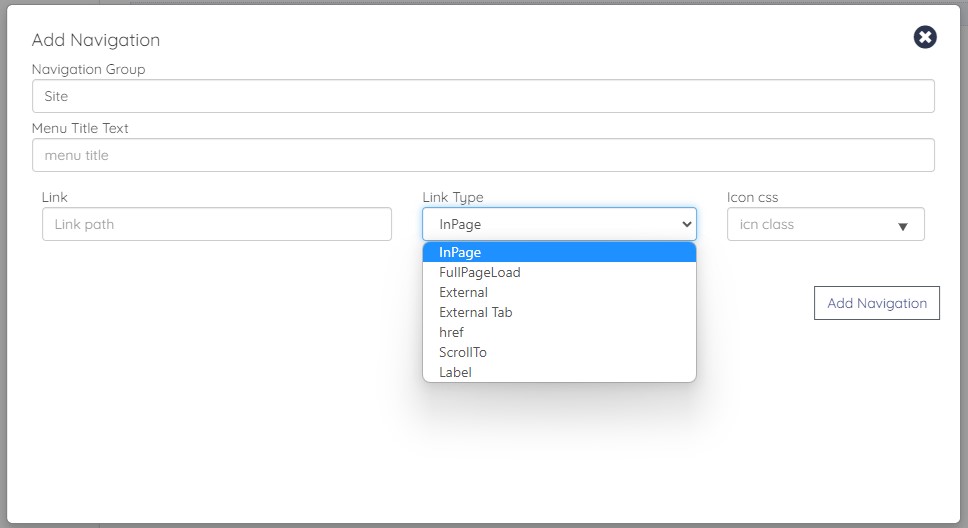 Add Navigation
Navigation Group
Site
Menu Title Text
menu title
Link
Link Type
Icon css
Link path
InPage
icn class
InPage
FullPageLoad
External
External Tab
href
ScrollTo
Label
Add Navigation